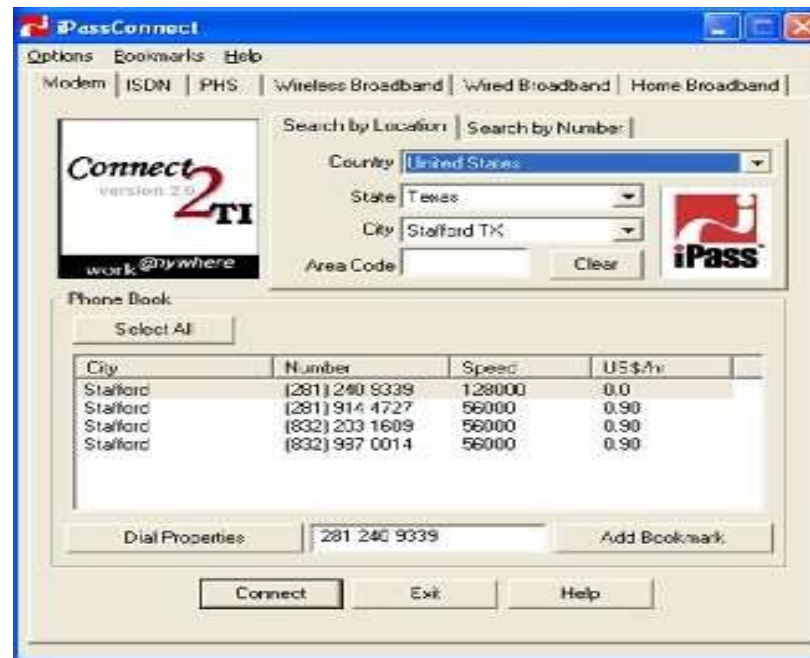 iPassConnect
Options Bookmarks Help
Modem ISDN PHS Wireless Broadband Wired Broadband Home Broadband
Search by Location Search by Number
Connect
2
TI
version 2.0
work @nywhere
Country United States
State Texas
City Stafford TX
Area Code Clear
iPass
Phone Book
Select All
City Number Speed US$/hr
Stafford (281) 240 9339 128000 0.0
Stafford (281) 914 4727 56000 0.90
Stafford (832) 203 1609 56000 0.90
Stafford (832) 987 0014 56000 0.90
Dial Properties 281 240 9339 Add Bookmark
Connect Exit Help